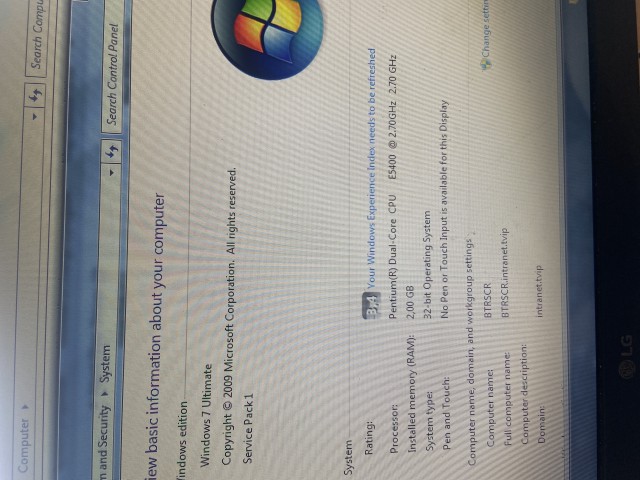 Computer
Search Compu
m and Security ▸ System
Search Control Panel
iew basic information about your computer
indows edition
Windows 7 Ultimate
Copyright © 2009 Microsoft Corporation. All rights reserved.
Service Pack 1
System
Rating: 3,4 Your Windows Experience Index needs to be refreshed
Processor: Pentium(R) Dual-Core CPU E5400 @ 2.70GHz 2.70 GHz
Installed memory (RAM): 2,00 GB
System type: 32-bit Operating System
Pen and Touch: No Pen or Touch Input is available for this Display
Computer name, domain, and workgroup settings
Computer name: BTRSCR
Change settin
Full computer name: BTRSCR.intranet.tvip
Computer description:
Domain: intranet.tvip
LG